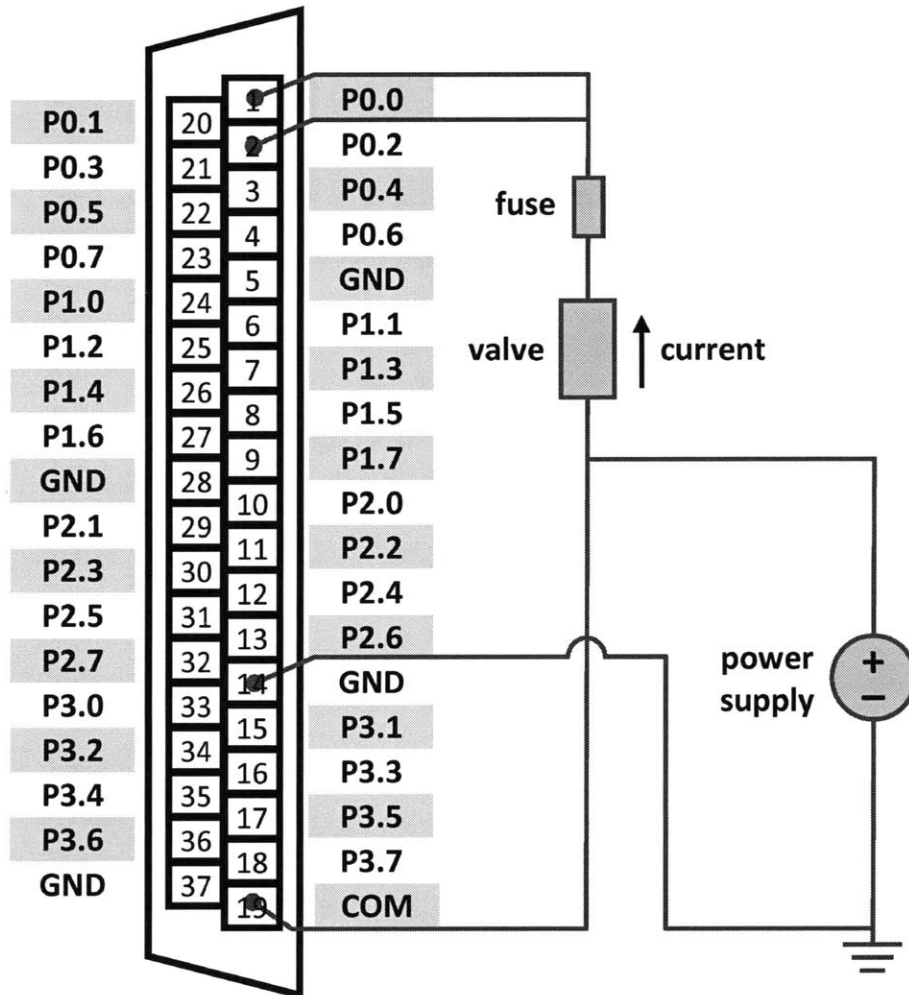 P0.1
P0.3
P0.5
P0.7
P1.0
P1.2
P1.4
P1.6
GND
P2.1
P2.3
P2.5
P2.7
P3.0
P3.2
P3.4
P3.6
GND
20
21
22
23
24
25
26
27
28
29
30
31
32
33
34
35
36
37
1
2
3
4
5
6
7
8
9
10
11
12
13
14
15
16
17
18
19
P0.0
P0.2
P0.4
P0.6
GND
P1.1
P1.3
P1.5
P1.7
P2.0
P2.2
P2.4
P2.6
GND
P3.1
P3.3
P3.5
P3.7
COM
fuse
valve
current
power
supply
+
−